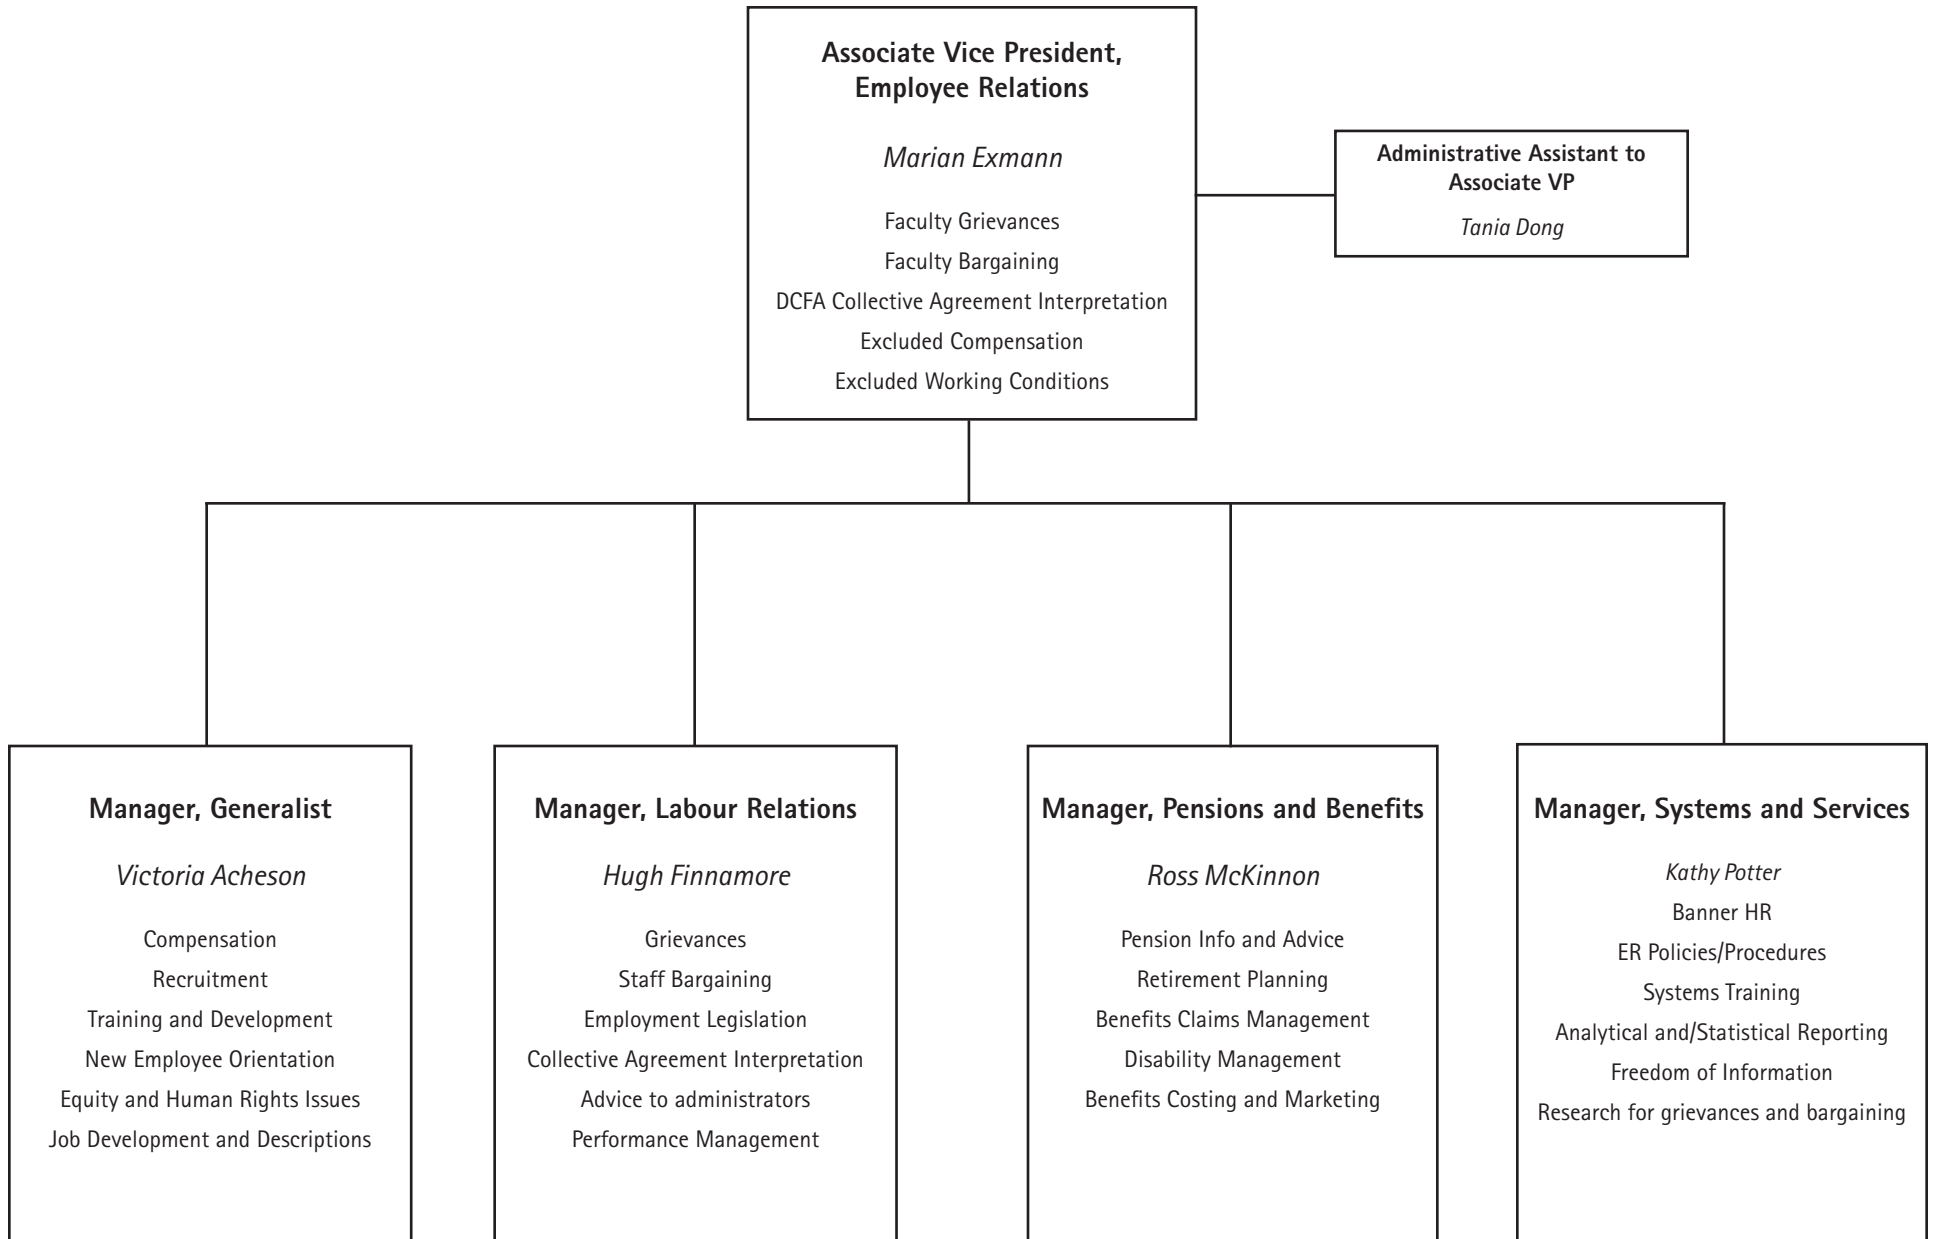 Associate Vice President,
Employee Relations
Marian Exmann
Faculty Grievances
Faculty Bargaining
DCFA Collective Agreement Interpretation
Excluded Compensation
Excluded Working Conditions
Administrative Assistant to
Associate VP
Tania Dong
Manager, Generalist
Victoria Acheson
Compensation
Recruitment
Training and Development
New Employee Orientation
Equity and Human Rights Issues
Job Development and Descriptions
Manager, Labour Relations
Hugh Finnamore
Grievances
Staff Bargaining
Employment Legislation
Collective Agreement Interpretation
Advice to administrators
Performance Management
Manager, Pensions and Benefits
Ross McKinnon
Pension Info and Advice
Retirement Planning
Benefits Claims Management
Disability Management
Benefits Costing and Marketing
Manager, Systems and Services
Kathy Potter
Banner HR
ER Policies/Procedures
Systems Training
Analytical and/Statistical Reporting
Freedom of Information
Research for grievances and bargaining